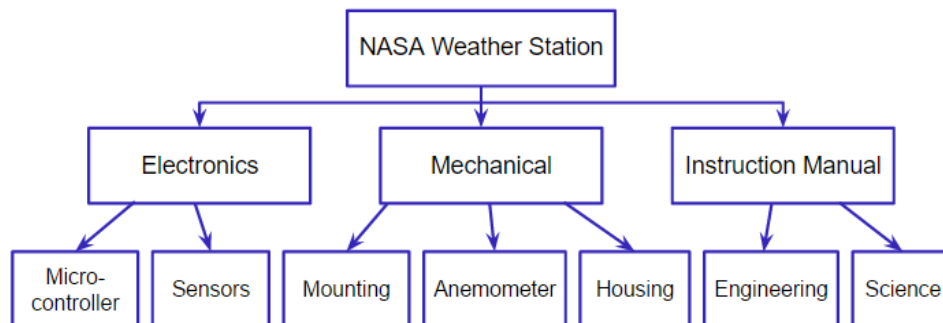 NASA Weather Station
Electronics
Mechanical
Instruction Manual
Micro-
controller
Sensors
Mounting
Anemometer
Housing
Engineering
Science